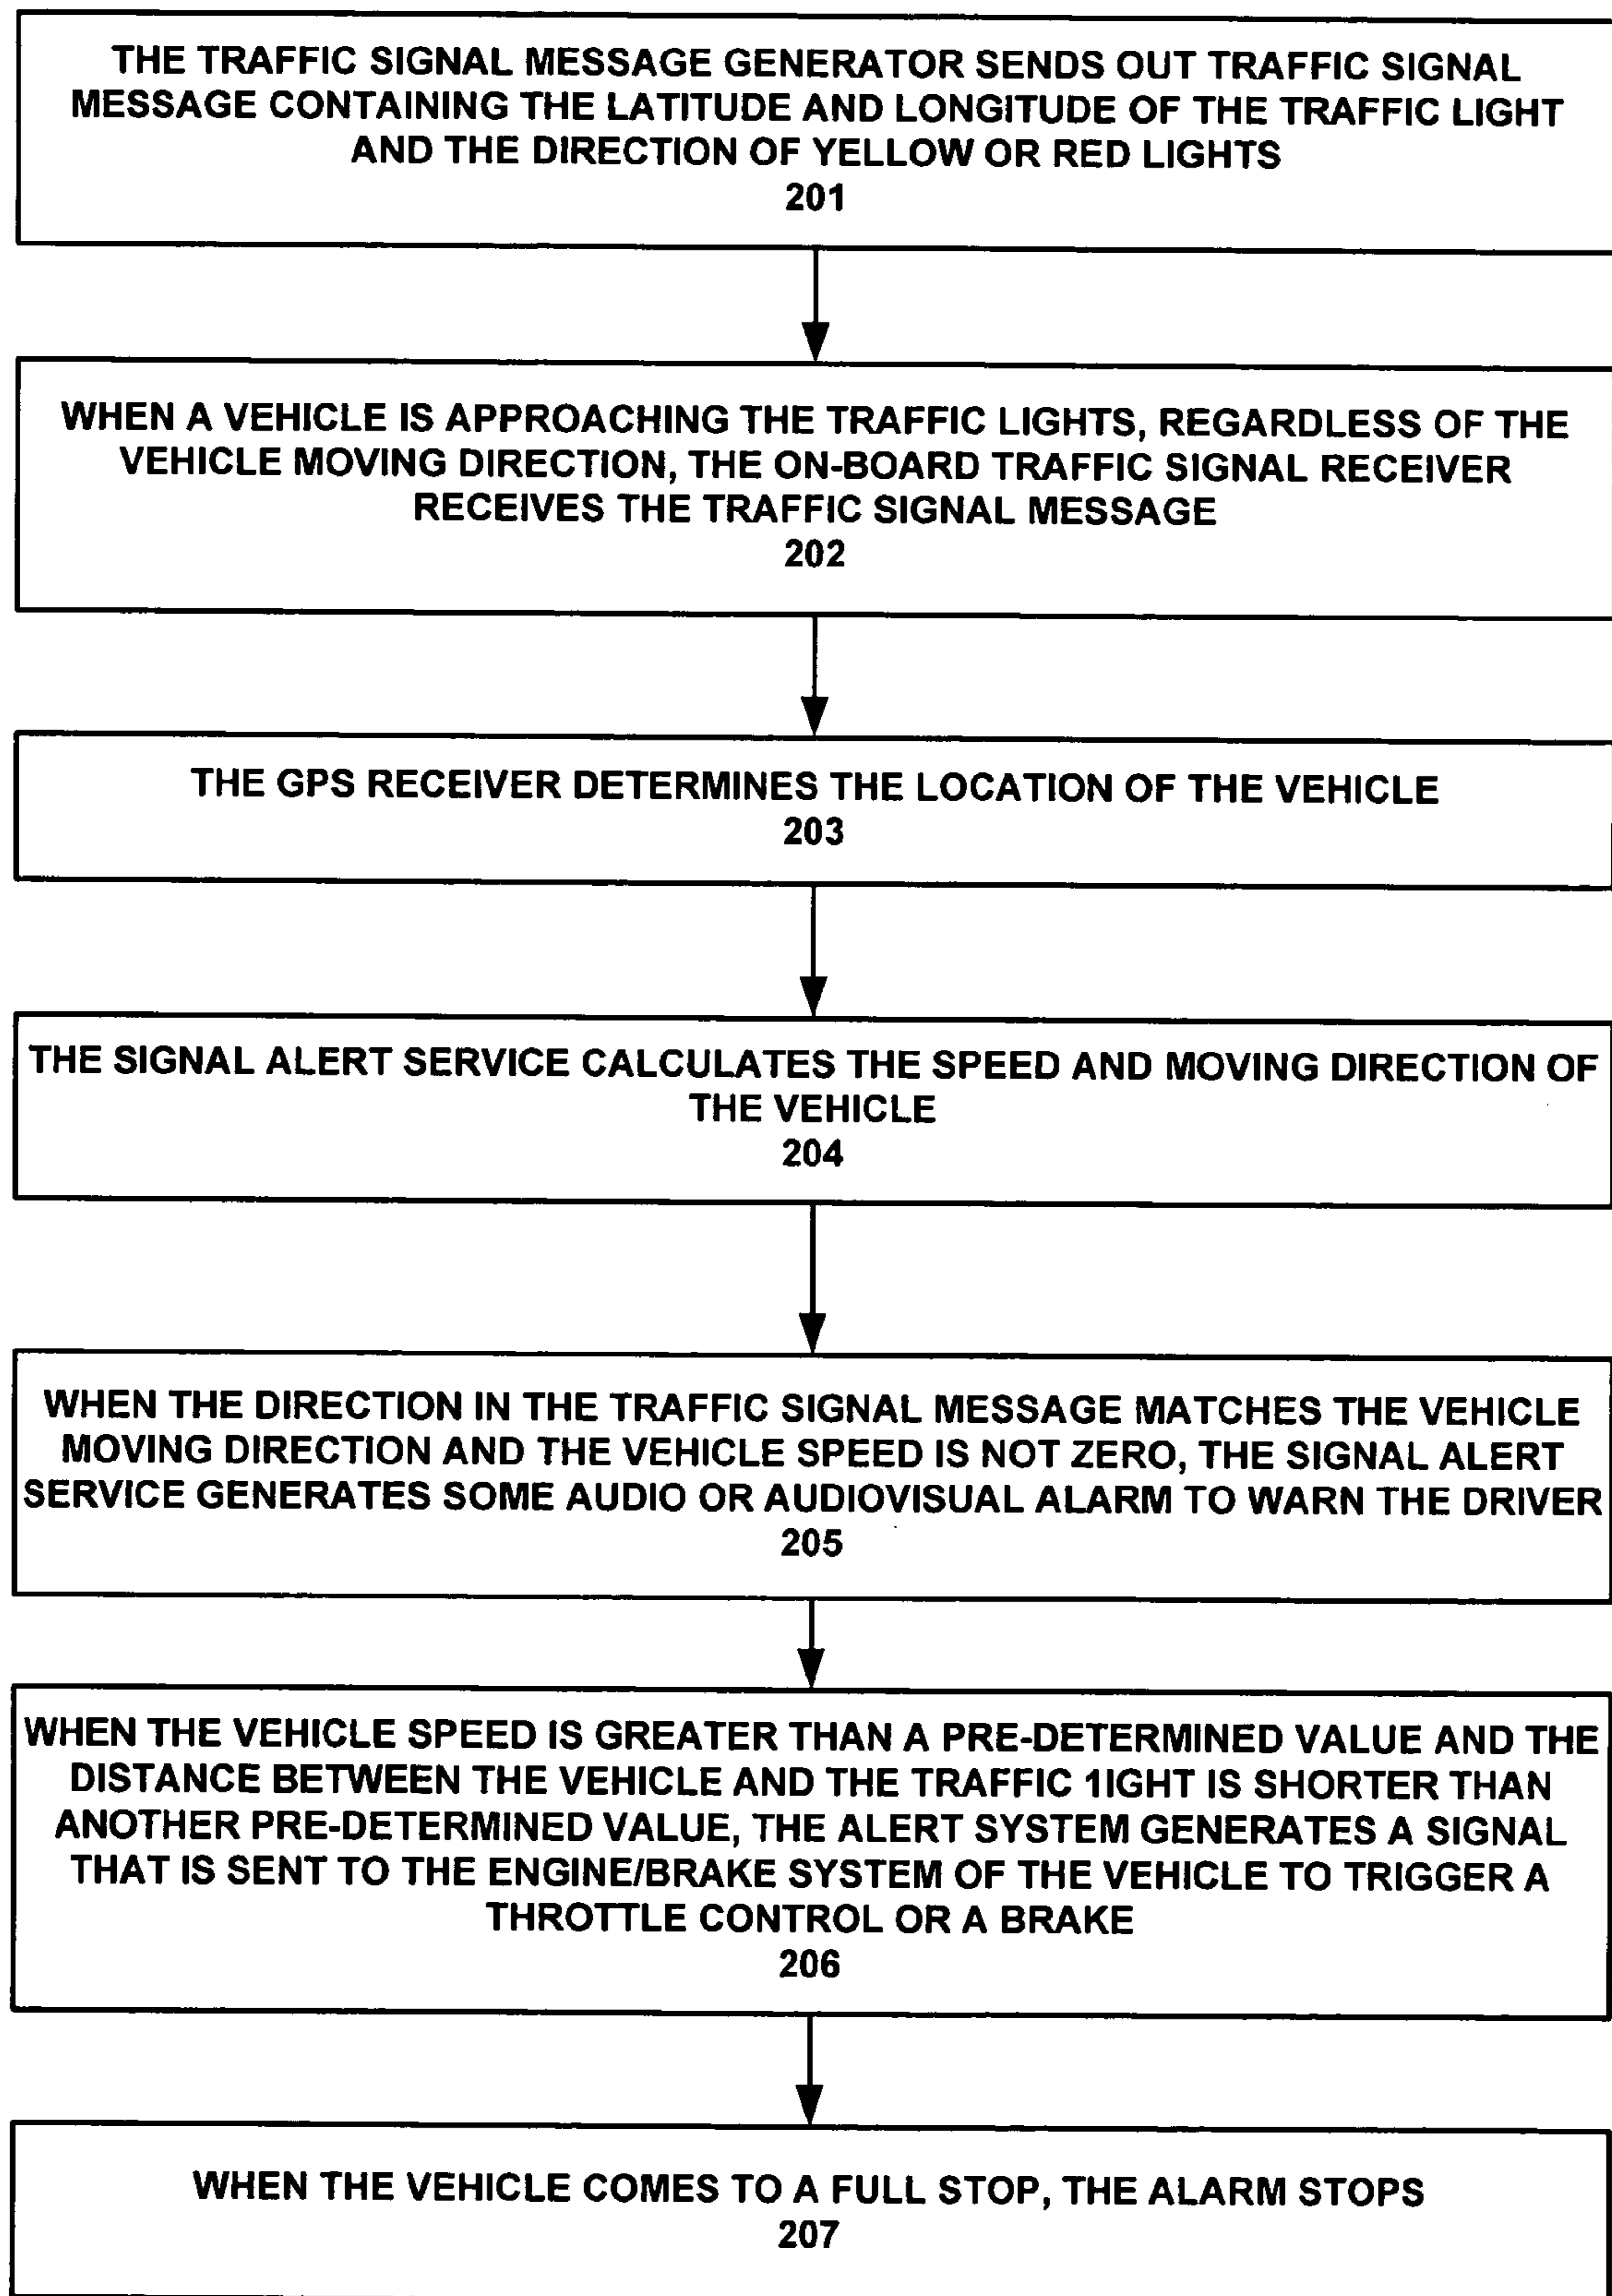 THE TRAFFIC SIGNAL MESSAGE GENERATOR SENDS OUT TRAFFIC SIGNAL
MESSAGE CONTAINING THE LATITUDE AND LONGITUDE OF THE TRAFFIC LIGHT
AND THE DIRECTION OF YELLOW OR RED LIGHTS
201
WHEN A VEHICLE IS APPROACHING THE TRAFFIC LIGHTS, REGARDLESS OF THE
VEHICLE MOVING DIRECTION, THE ON-BOARD TRAFFIC SIGNAL RECEIVER
RECEIVES THE TRAFFIC SIGNAL MESSAGE
202
THE GPS RECEIVER DETERMINES THE LOCATION OF THE VEHICLE
203
THE SIGNAL ALERT SERVICE CALCULATES THE SPEED AND MOVING DIRECTION OF
THE VEHICLE
204
WHEN THE DIRECTION IN THE TRAFFIC SIGNAL MESSAGE MATCHES THE VEHICLE
MOVING DIRECTION AND THE VEHICLE SPEED IS NOT ZERO, THE SIGNAL ALERT
SERVICE GENERATES SOME AUDIO OR AUDIOVISUAL ALARM TO WARN THE DRIVER
205
WHEN THE VEHICLE SPEED IS GREATER THAN A PRE-DETERMINED VALUE AND THE
DISTANCE BETWEEN THE VEHICLE AND THE TRAFFIC 1IGHT IS SHORTER THAN
ANOTHER PRE-DETERMINED VALUE, THE ALERT SYSTEM GENERATES A SIGNAL
THAT IS SENT TO THE ENGINE/BRAKE SYSTEM OF THE VEHICLE TO TRIGGER A
THROTTLE CONTROL OR A BRAKE
206
WHEN THE VEHICLE COMES TO A FULL STOP, THE ALARM STOPS
207